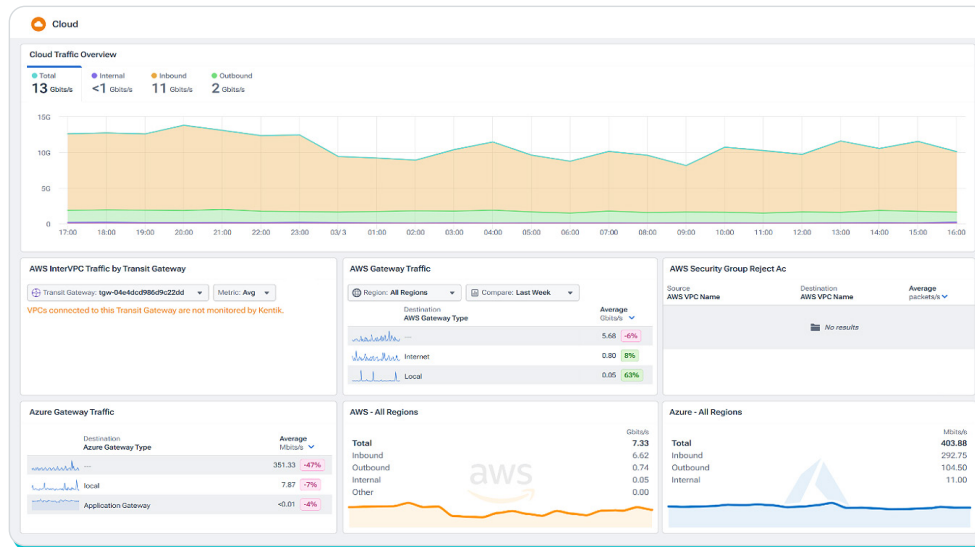 Cloud
Cloud Traffic Overview
Total Internal Inbound Outbound
13 Gbits/s <1 Gbits/s 11 Gbits/s 2 Gbits/s
15G
10G
5G
0
17:00 18:00 19:00 20:00 21:00 22:00 23:00 03/3 01:00 02:00 03:00 04:00 05:00 06:00 07:00 08:00 09:00 10:00 11:00 12:00 13:00 14:00 15:00 16:00
AWS InterVPC Traffic by Transit Gateway
Transit Gateway: tgw-04e4dcd986d9c22dd Metric: Avg
VPCs connected to this Transit Gateway are not monitored by Kentik.
AWS Gateway Traffic
Region: All Regions Compare: Last Week
Destination Average
AWS Gateway Type Gbits/s
--- 5.68 -6%
Internet 0.80 8%
Local 0.05 63%
AWS Security Group Reject Ac
Source Destination Average
AWS VPC Name AWS VPC Name packets/s
No results
Azure Gateway Traffic
Destination Average
Azure Gateway Type Mbits/s
--- 351.33 -47%
local 7.87 -7%
Application Gateway <0.01 -4%
AWS - All Regions
Gbits/s
Total 7.33
Inbound 6.62
Outbound 0.74
Internal 0.05
Other 0.00
aws
Azure - All Regions
Mbits/s
Total 403.88
Inbound 292.75
Outbound 104.50
Internal 11.00